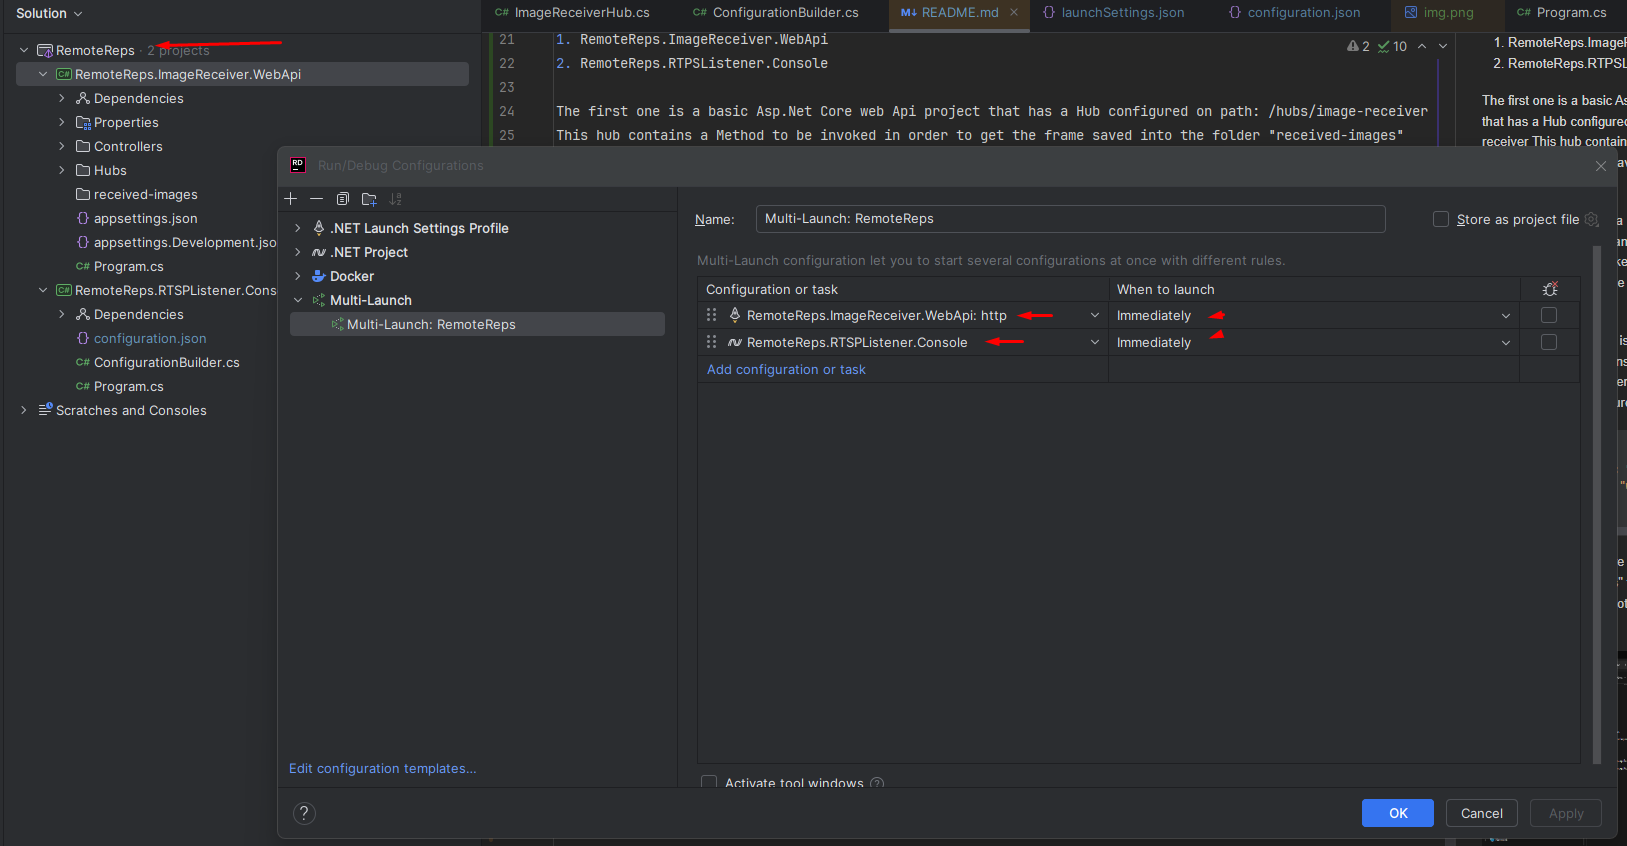 Solution
ImageReceiverHub.cs
ConfigurationBuilder.cs
README.md
launchSettings.json
configuration.json
img.png
Program.cs
RemoteReps · 2 projects
RemoteReps.ImageReceiver.WebApi
Dependencies
Properties
Controllers
Hubs
received-images
appsettings.json
appsettings.Development.jso
Program.cs
RemoteReps.RTSPListener.Cons
Dependencies
configuration.json
ConfigurationBuilder.cs
Program.cs
Scratches and Consoles
21 1. RemoteReps.ImageReceiver.WebApi
22 2. RemoteReps.RTPSListener.Console
23
24 The first one is a basic Asp.Net Core web Api project that has a Hub configured on path: /hubs/image-receiver
25 This hub contains a Method to be invoked in order to get the frame saved into the folder "received-images"
2 10
1. RemoteReps.ImageR
2. RemoteReps.RTPSL
The first one is a basic As
that has a Hub configured
receiver This hub contain
Run/Debug Configurations
.NET Launch Settings Profile
.NET Project
Docker
Multi-Launch
Multi-Launch: RemoteReps
Edit configuration templates...
Name: Multi-Launch: RemoteReps
Store as project file
Multi-Launch configuration let you to start several configurations at once with different rules.
Configuration or task When to launch
RemoteReps.ImageReceiver.WebApi: http Immediately
RemoteReps.RTSPListener.Console Immediately
Add configuration or task
Activate tool windows
OK Cancel Apply